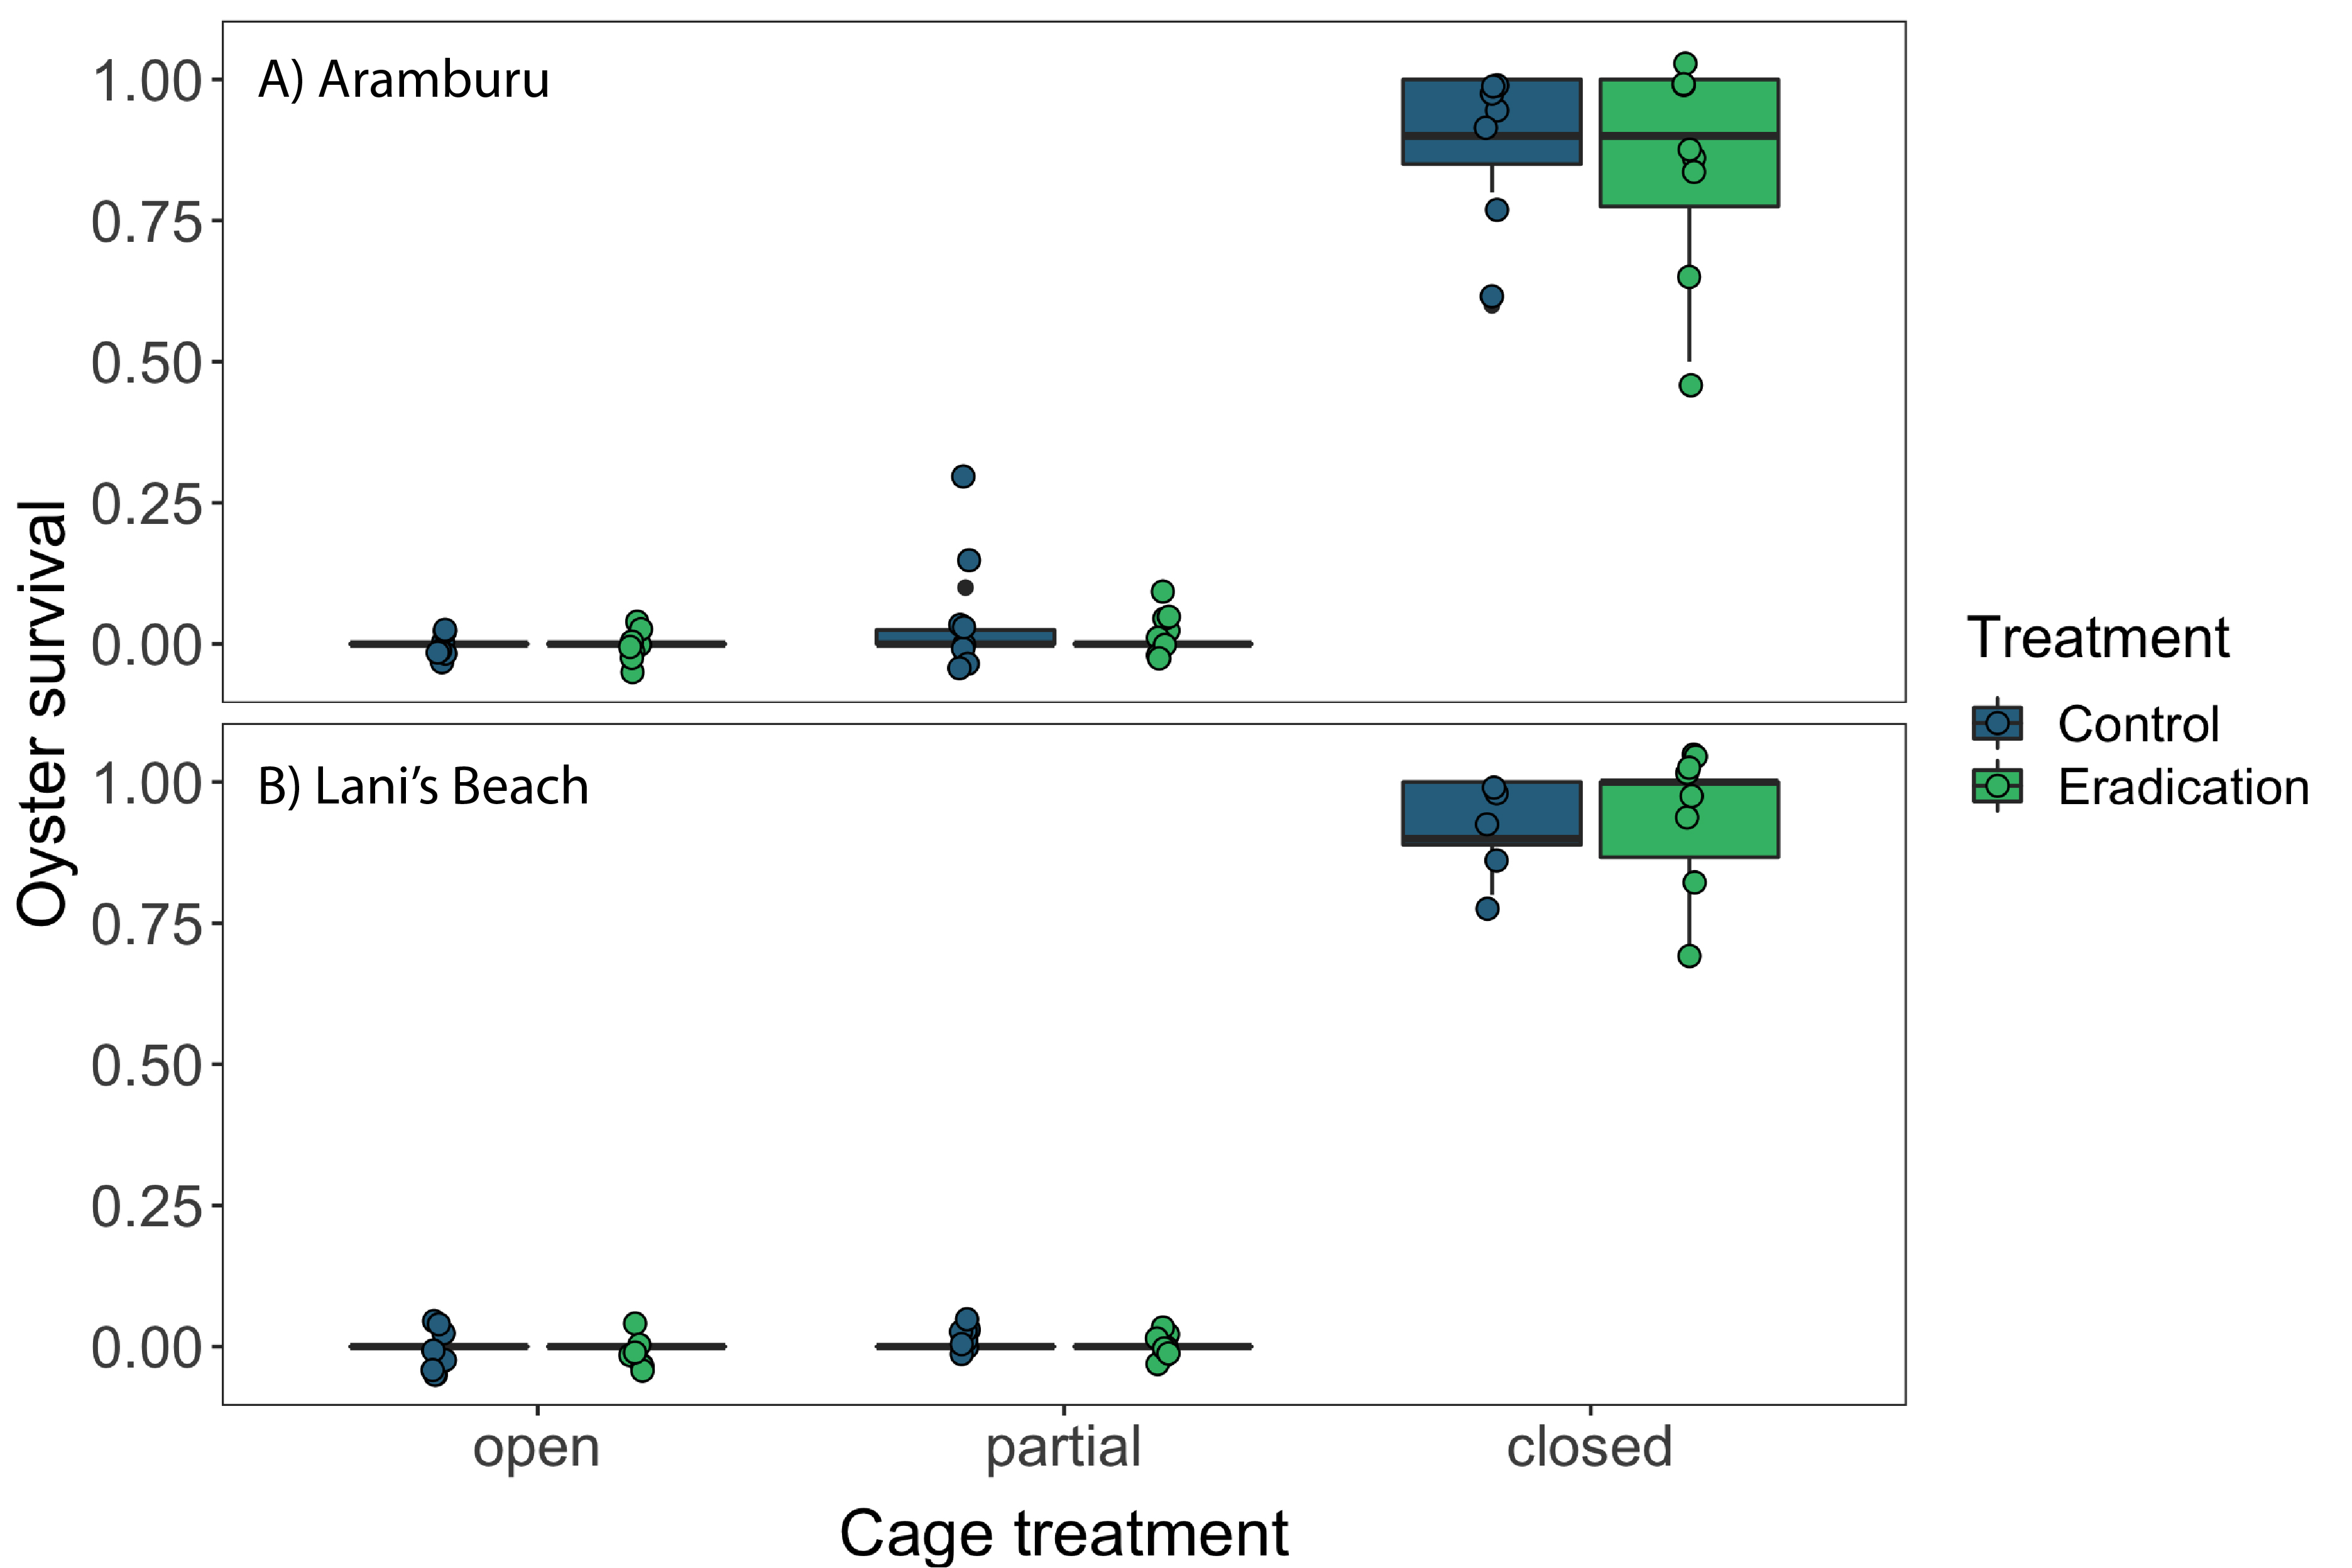 A) Aramburu
1.00
0.75
0.50
0.25
0.00
B) Lani’s Beach
1.00
0.75
0.50
0.25
0.00
Oyster survival
open partial closed
Cage treatment
Treatment
Control
Eradication